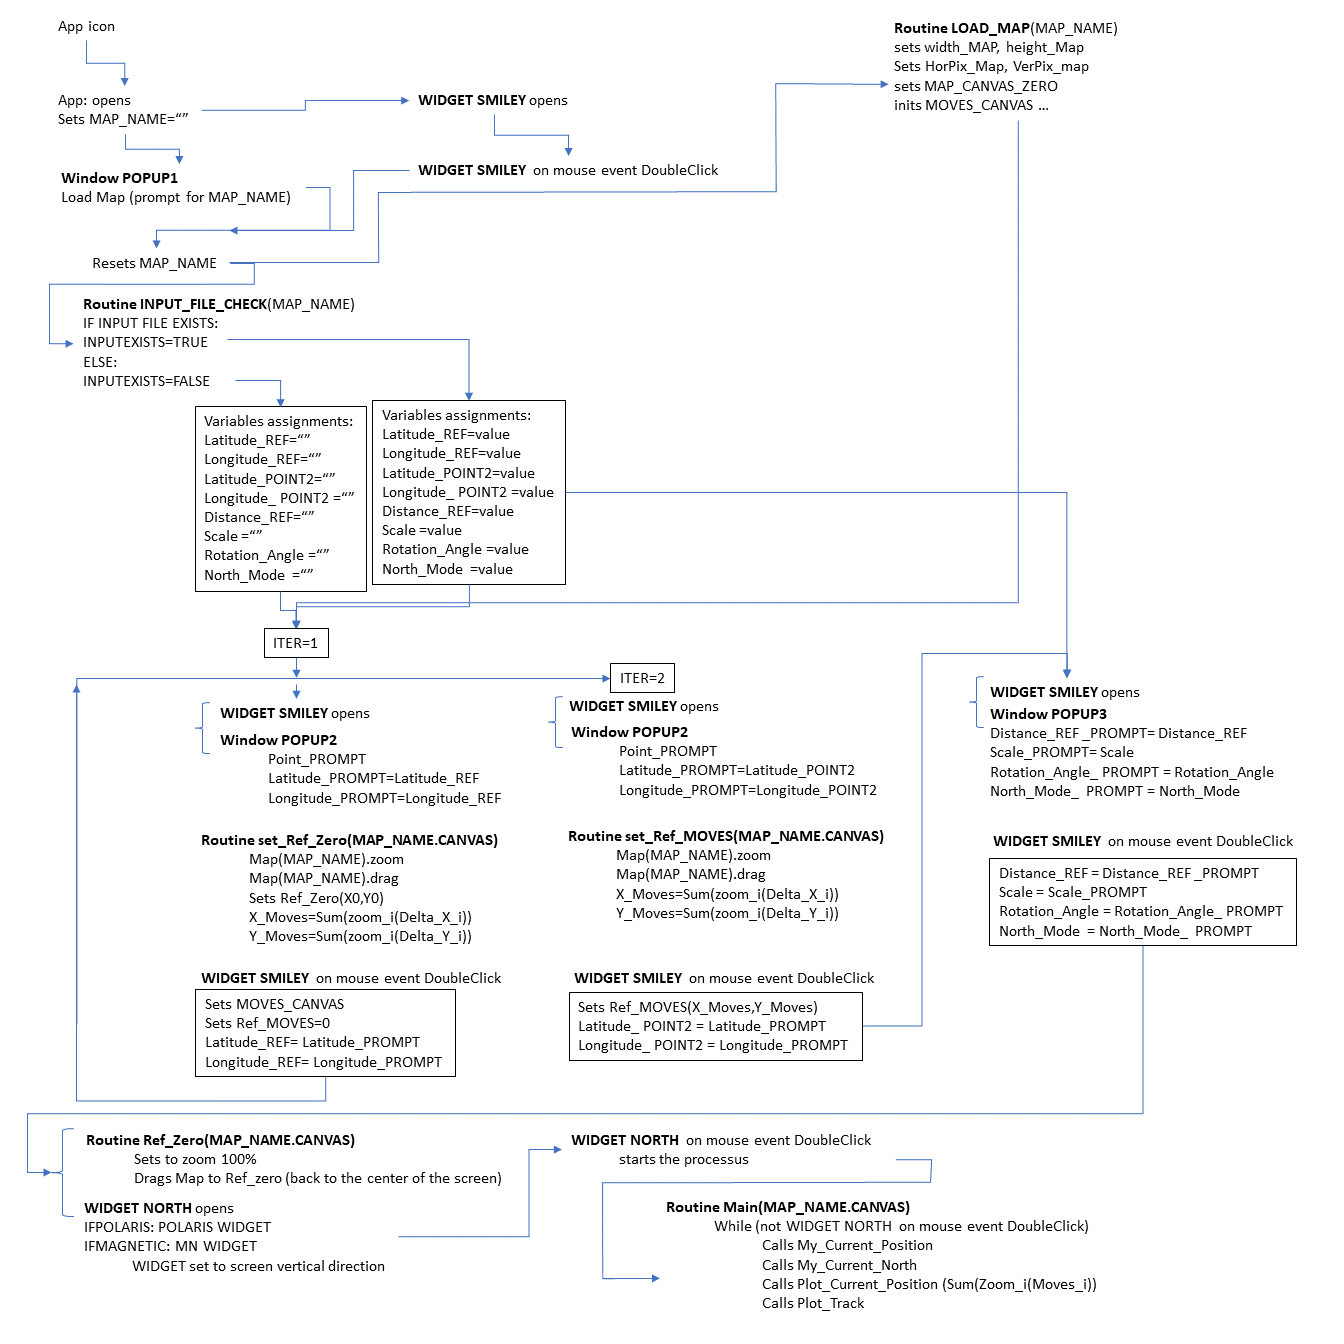 App icon
App: opens
Sets MAP_NAME=“”
WIDGET SMILEY opens
Window POPUP1
Load Map (prompt for MAP_NAME)
WIDGET SMILEY on mouse event DoubleClick
Resets MAP_NAME
Routine LOAD_MAP(MAP_NAME)
sets width_MAP, height_Map
Sets HorPix_Map, VerPix_map
sets MAP_CANVAS_ZERO
inits MOVES_CANVAS …
Routine INPUT_FILE_CHECK(MAP_NAME)
IF INPUT FILE EXISTS:
INPUTEXISTS=TRUE
ELSE:
INPUTEXISTS=FALSE
Variables assignments:
Latitude_REF=“”
Longitude_REF=“”
Latitude_POINT2=“”
Longitude_ POINT2 =“”
Distance_REF=“”
Scale =“”
Rotation_Angle =“”
North_Mode =“”
Variables assignments:
Latitude_REF=value
Longitude_REF=value
Latitude_POINT2=value
Longitude_ POINT2 =value
Distance_REF=value
Scale =value
Rotation_Angle =value
North_Mode =value
ITER=1
WIDGET SMILEY opens
Window POPUP2
Point_PROMPT
Latitude_PROMPT=Latitude_REF
Longitude_PROMPT=Longitude_REF
Routine set_Ref_Zero(MAP_NAME.CANVAS)
Map(MAP_NAME).zoom
Map(MAP_NAME).drag
Sets Ref_Zero(X0,Y0)
X_Moves=Sum(zoom_i(Delta_X_i))
Y_Moves=Sum(zoom_i(Delta_Y_i))
WIDGET SMILEY on mouse event DoubleClick
Sets MOVES_CANVAS
Sets Ref_MOVES=0
Latitude_REF= Latitude_PROMPT
Longitude_REF= Longitude_PROMPT
ITER=2
WIDGET SMILEY opens
Window POPUP2
Point_PROMPT
Latitude_PROMPT=Latitude_POINT2
Longitude_PROMPT=Longitude_POINT2
Routine set_Ref_MOVES(MAP_NAME.CANVAS)
Map(MAP_NAME).zoom
Map(MAP_NAME).drag
X_Moves=Sum(zoom_i(Delta_X_i))
Y_Moves=Sum(zoom_i(Delta_Y_i))
WIDGET SMILEY on mouse event DoubleClick
Sets Ref_MOVES(X_Moves,Y_Moves)
Latitude_ POINT2 = Latitude_PROMPT
Longitude_ POINT2 = Longitude_PROMPT
WIDGET SMILEY opens
Window POPUP3
Distance_REF _PROMPT= Distance_REF
Scale_PROMPT= Scale
Rotation_Angle_ PROMPT = Rotation_Angle
North_Mode_ PROMPT = North_Mode
WIDGET SMILEY on mouse event DoubleClick
Distance_REF = Distance_REF _PROMPT
Scale = Scale_PROMPT
Rotation_Angle = Rotation_Angle_ PROMPT
North_Mode = North_Mode_ PROMPT
Routine Ref_Zero(MAP_NAME.CANVAS)
Sets to zoom 100%
Drags Map to Ref_zero (back to the center of the screen)
WIDGET NORTH opens
IFPOLARIS: POLARIS WIDGET
IFMAGNETIC: MN WIDGET
WIDGET set to screen vertical direction
WIDGET NORTH on mouse event DoubleClick
starts the processus
Routine Main(MAP_NAME.CANVAS)
While (not WIDGET NORTH on mouse event DoubleClick)
Calls My_Current_Position
Calls My_Current_North
Calls Plot_Current_Position (Sum(Zoom_i(Moves_i))
Calls Plot_Track